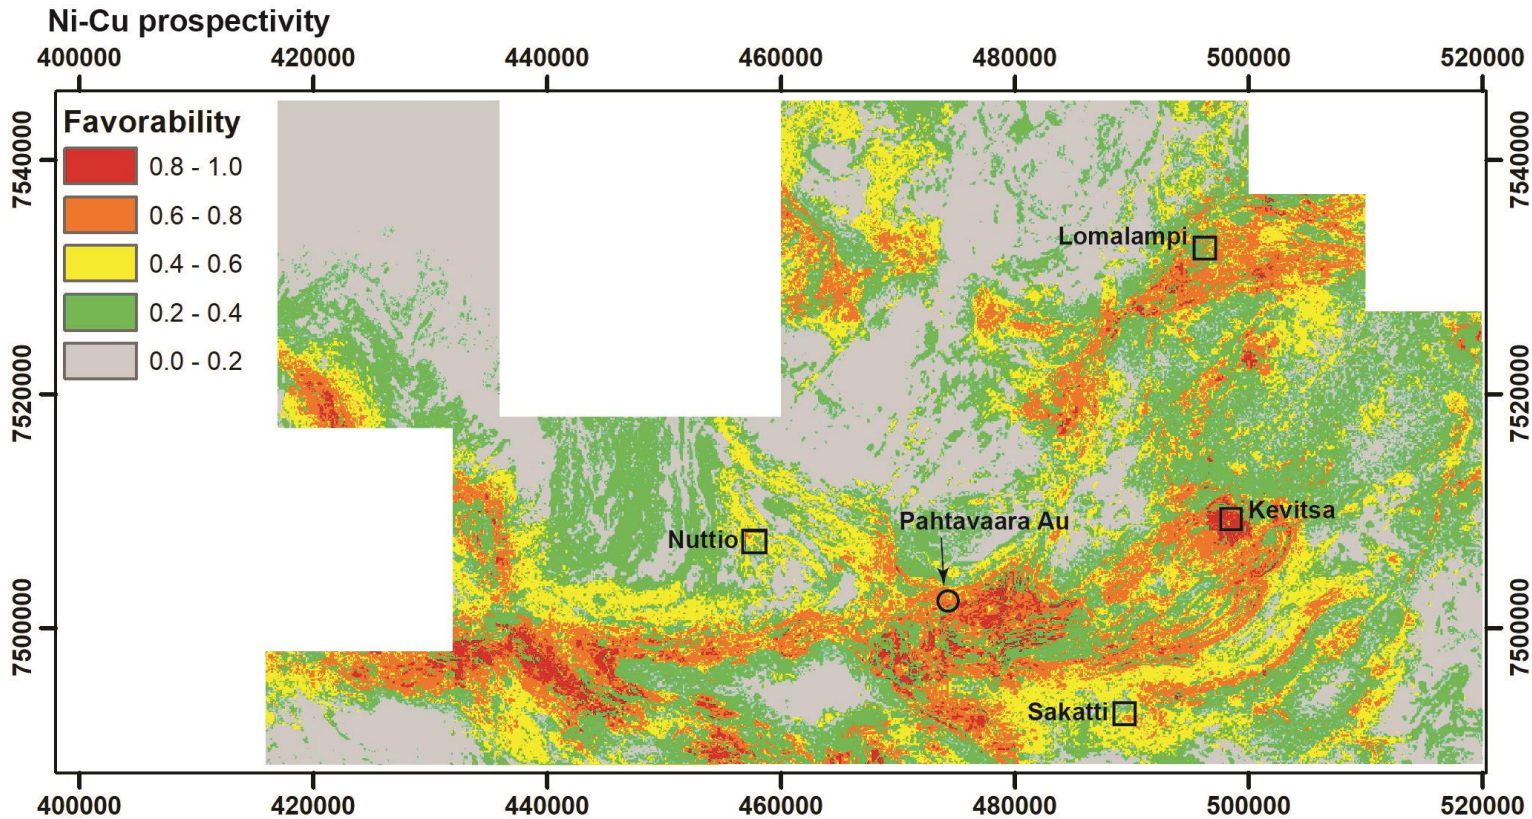 Ni-Cu prospectivity
400000 420000 440000 460000 480000 500000 520000
Favorability
0.8 - 1.0
0.6 - 0.8
0.4 - 0.6
0.2 - 0.4
0.0 - 0.2
7540000
7520000
7500000
Lomalampi
Kevitsa
Pahtavaara Au
Nuttio
Sakatti
7540000
7520000
7500000
400000 420000 440000 460000 480000 500000 520000